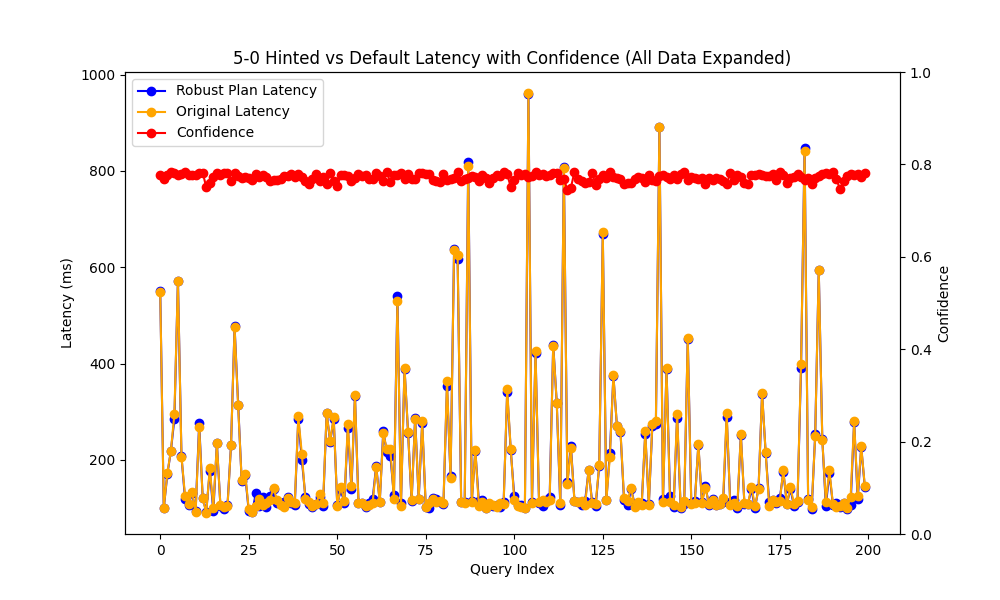 5-0 Hinted vs Default Latency with Confidence (All Data Expanded)
Robust Plan Latency
Original Latency
Confidence
Latency (ms)
1000
800
600
400
200
1.0
0.8
0.6
0.4
0.2
0.0
Confidence
0
25
50
75
100
125
150
175
200
Query Index